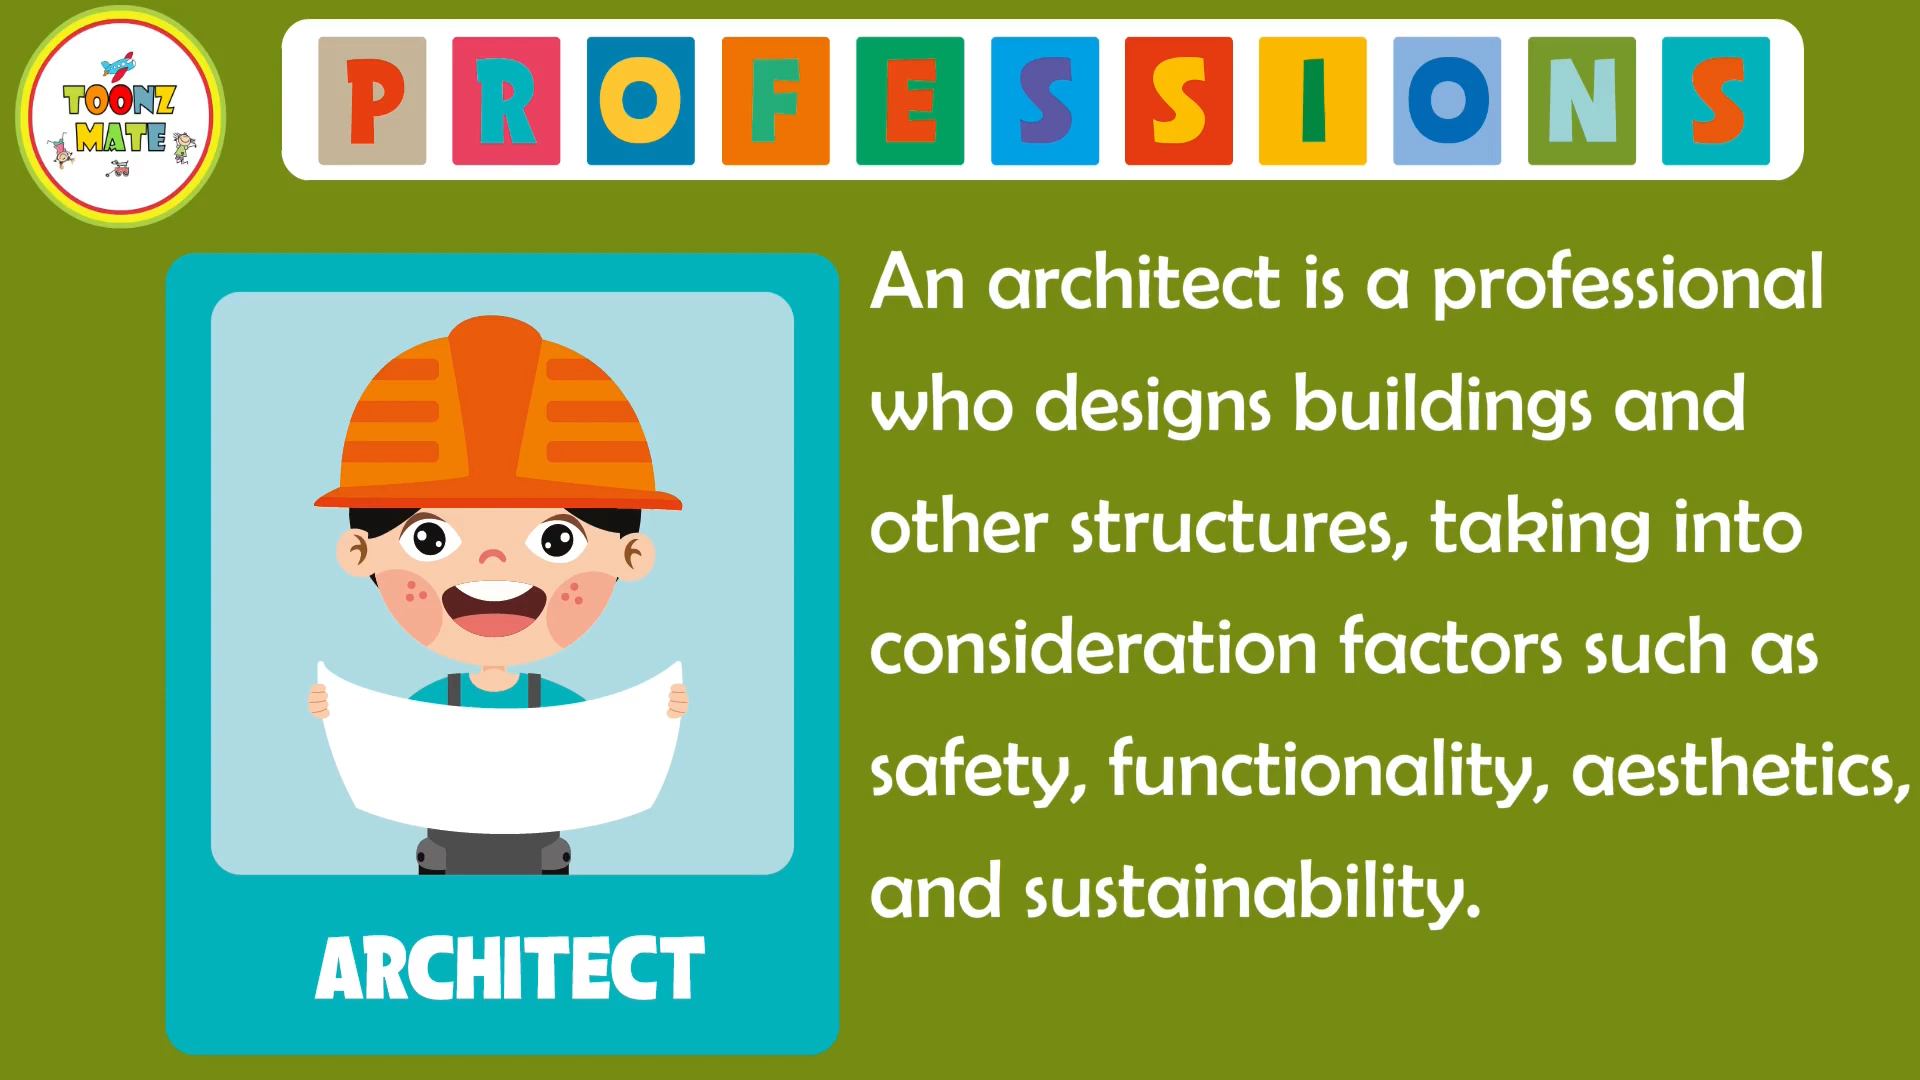 TOONZ
MATE
PROFESSIONS
An architect is a professional
who designs buildings and
other structures, taking into
consideration factors such as
safety, functionality, aesthetics,
and sustainability.
ARCHITECT